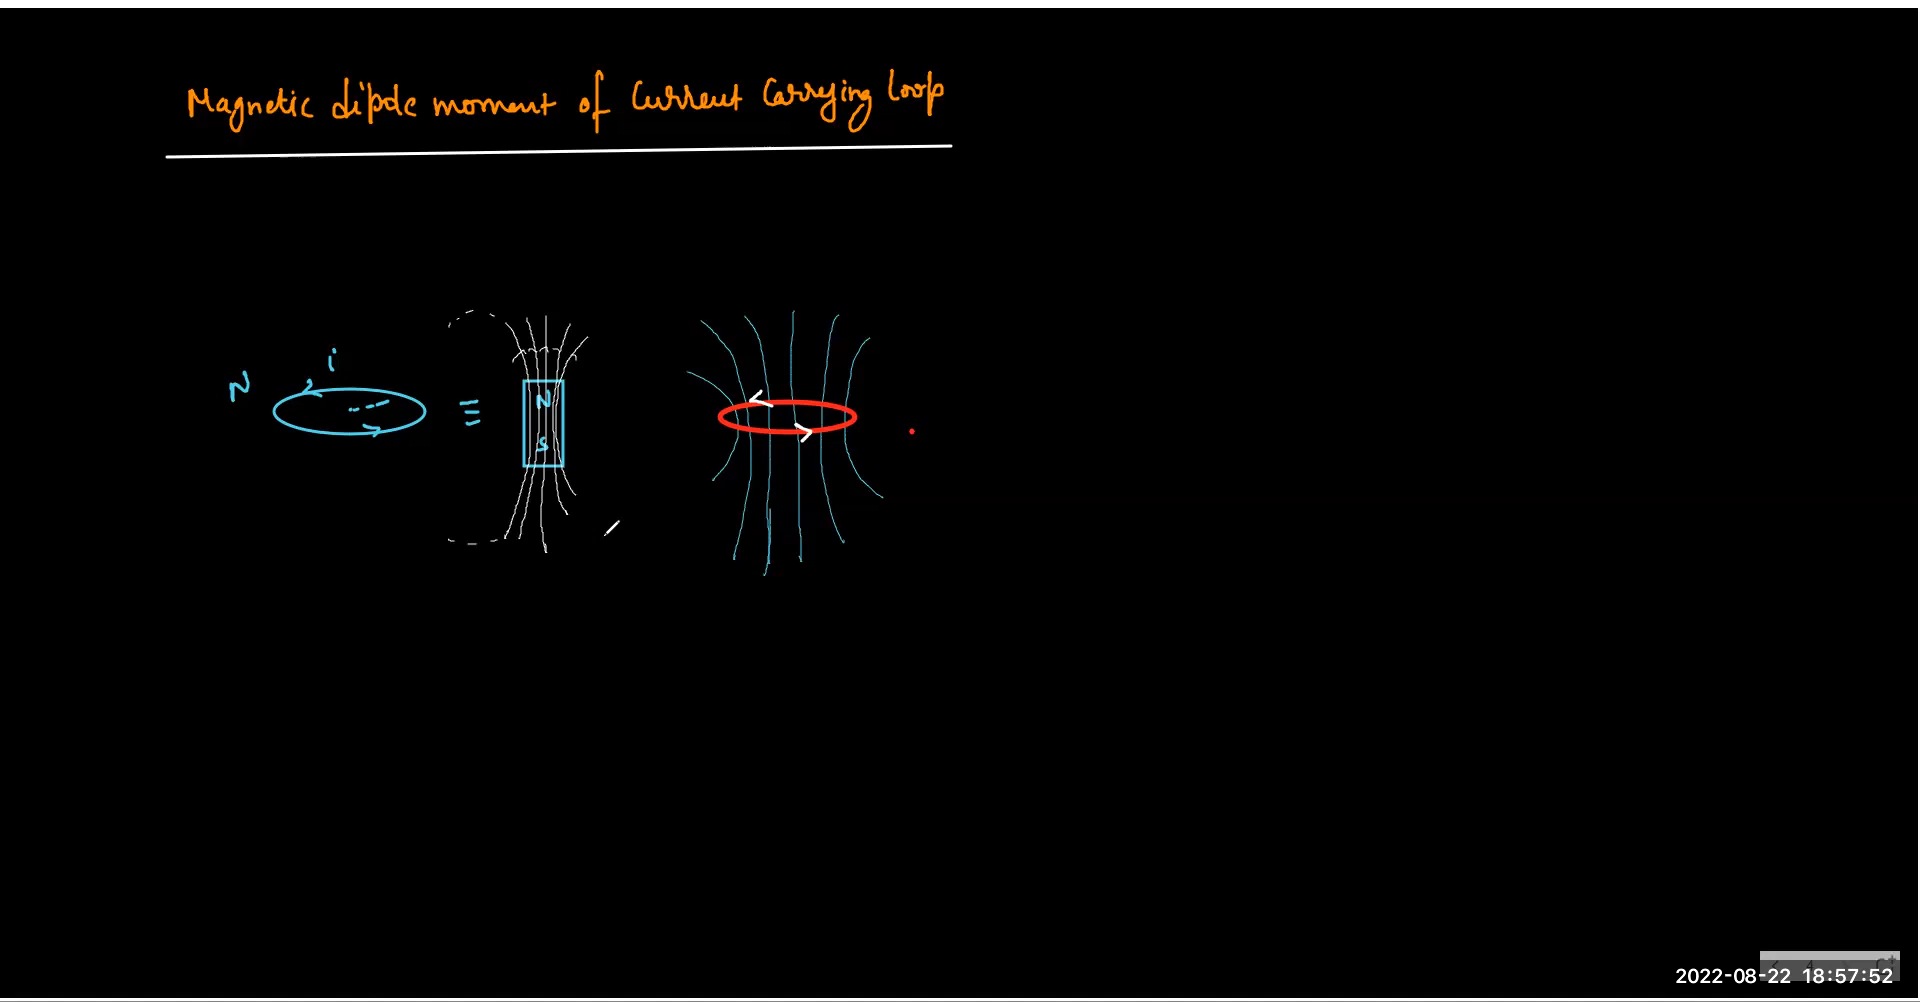 Magnetic dipole moment of Current Carrying Loop
i
N
≡
N
S
2022-08-22 18:57:52